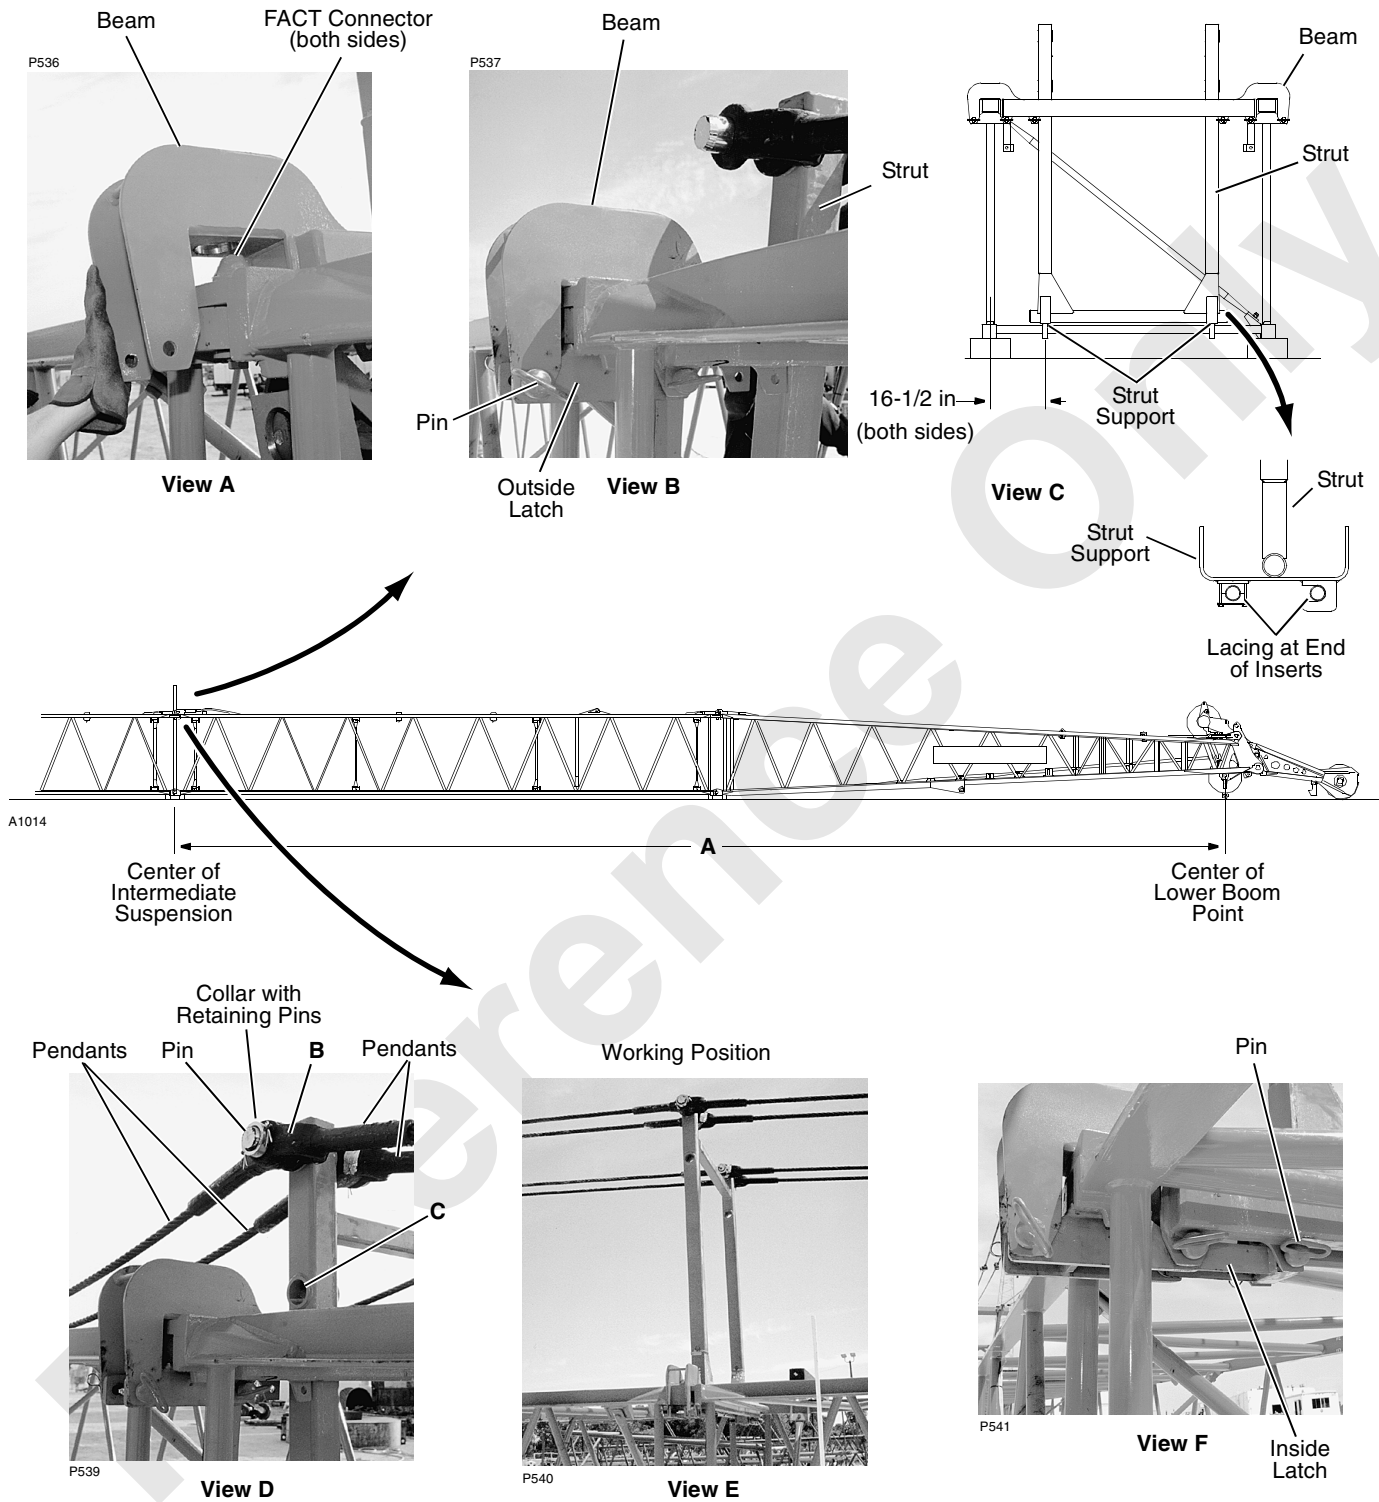 Beam
FACT Connector
(both sides)
P536
View A
Beam
P537
Strut
Pin
Outside
Latch
View B
Beam
Strut
16-1/2 in
(both sides)
Strut
Support
View C
Strut
Strut
Support
Lacing at End
of Inserts
A1014
A
Center of
Intermediate
Suspension
Center of
Lower Boom
Point
Collar with
Retaining Pins
Pendants
Pin
B
Pendants
C
P539
View D
Working Position
P540
View E
Pin
P541
View F
Inside
Latch
Reference Only